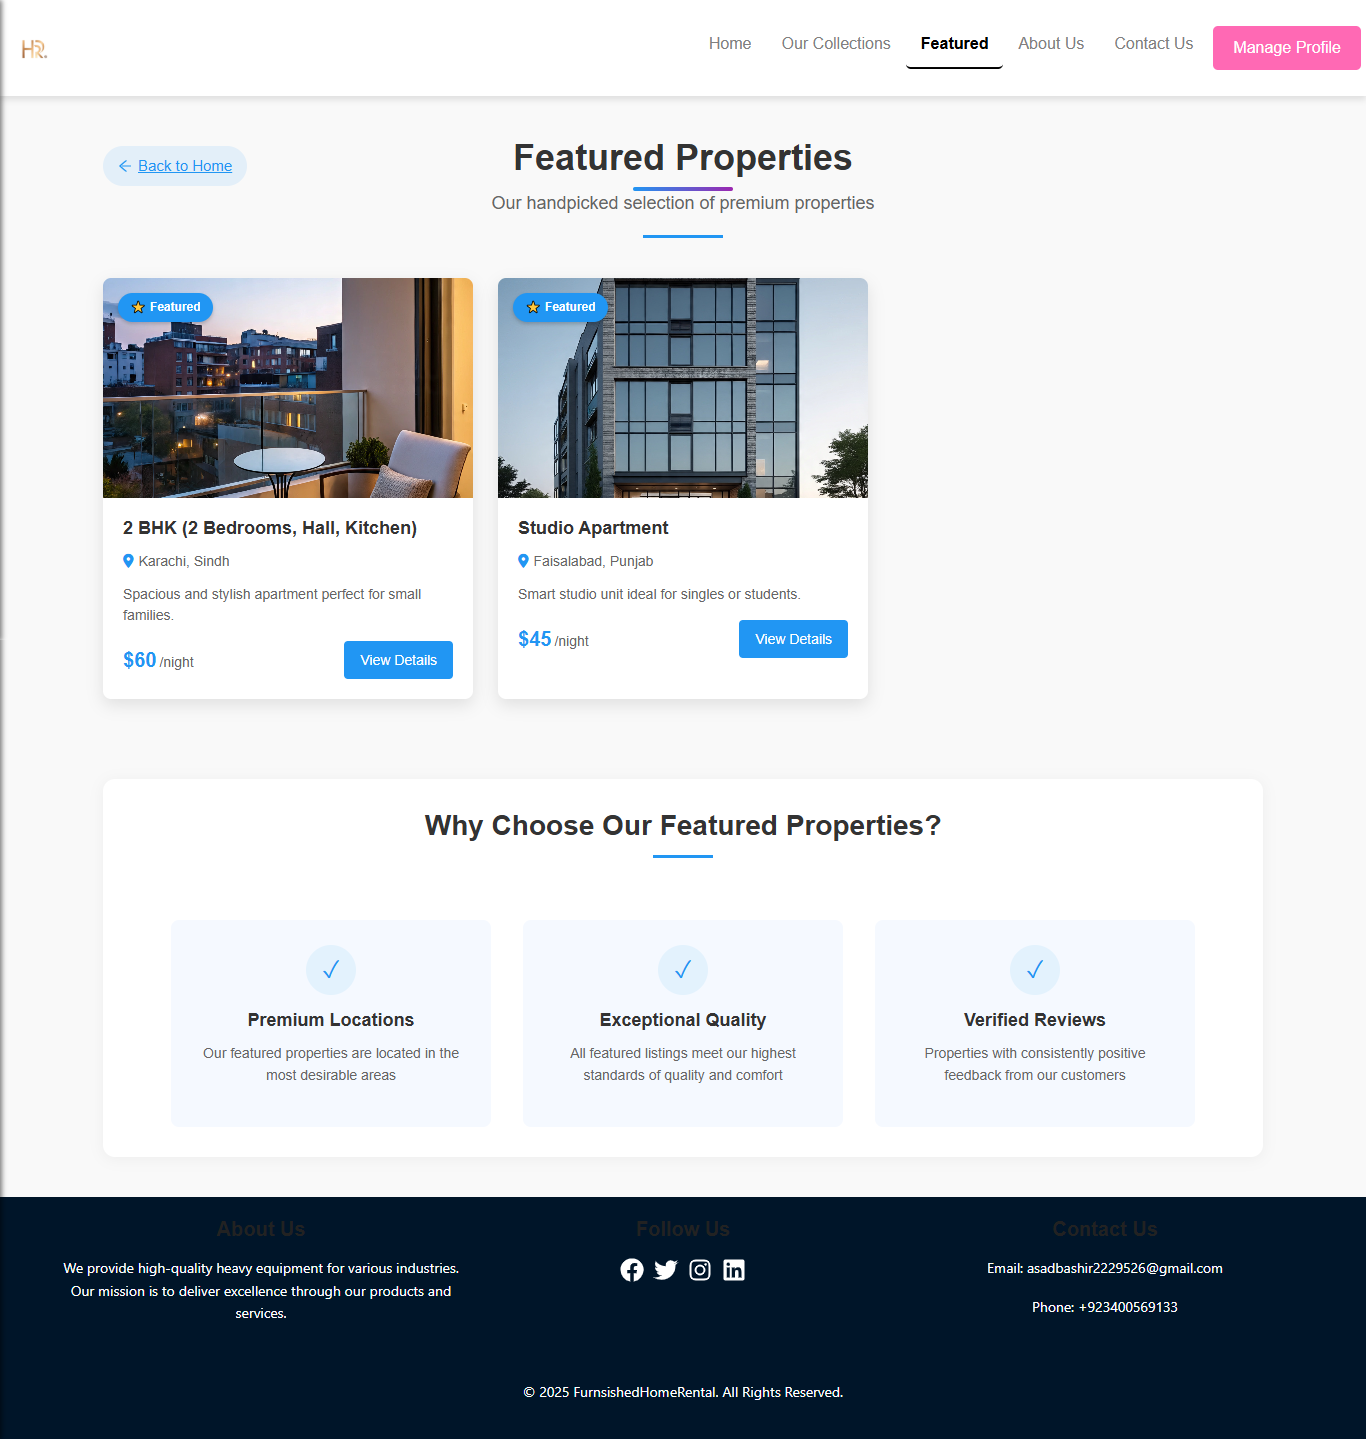 HR.
Home
Our Collections
Featured
About Us
Contact Us
Manage Profile
← Back to Home
Featured Properties
Our handpicked selection of premium properties
⭐ Featured
⭐ Featured
2 BHK (2 Bedrooms, Hall, Kitchen)
Karachi, Sindh
Spacious and stylish apartment perfect for small
families.
$60 /night
View Details
Studio Apartment
Faisalabad, Punjab
Smart studio unit ideal for singles or students.
$45 /night
View Details
Why Choose Our Featured Properties?
✓
Premium Locations
Our featured properties are located in the
most desirable areas
✓
Exceptional Quality
All featured listings meet our highest
standards of quality and comfort
✓
Verified Reviews
Properties with consistently positive
feedback from our customers
About Us
We provide high-quality heavy equipment for various industries.
Our mission is to deliver excellence through our products and
services.
Follow Us
Contact Us
Email: asadbashir2229526@gmail.com
Phone: +923400569133
© 2025 FurnsishedHomeRental. All Rights Reserved.